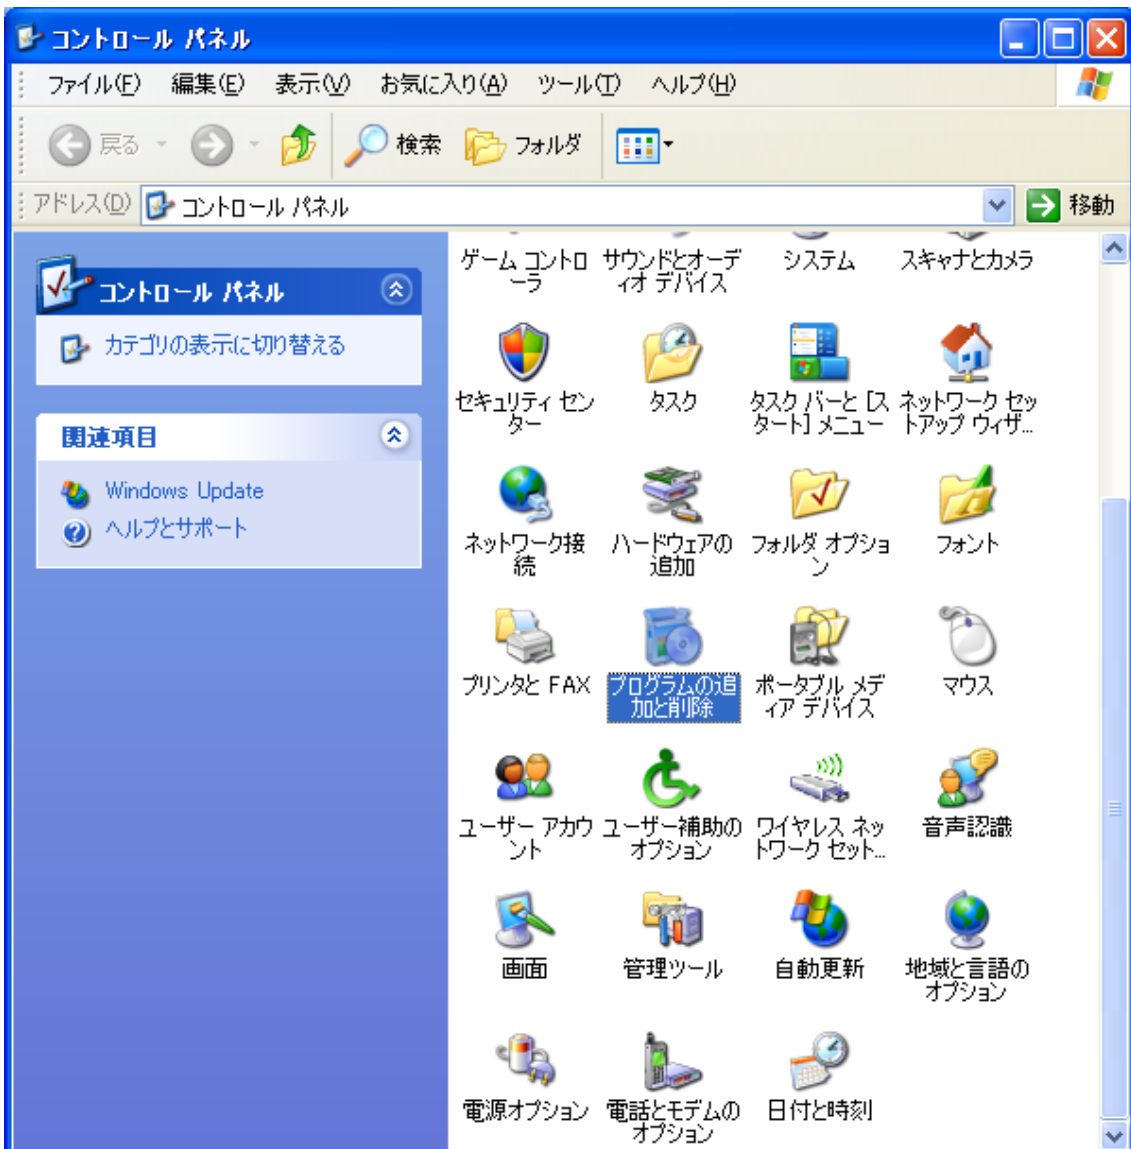 コントロール パネル
ファイル(F) 編集(E) 表示(V) お気に入り(A) ツール(T) ヘルプ(H)
戻る 検索 フォルダ
アドレス(D) コントロール パネル 移動
コントロール パネル
カテゴリの表示に切り替える
関連項目
Windows Update
ヘルプとサポート
ゲーム コントロ
ーラ
サウンドとオーデ
ィオ デバイス
システム
スキャナとカメラ
セキュリティ セン
ター
タスク
タスク バーと [ス
タート] メニュー
ネットワーク セッ
トアップ ウィザ...
ネットワーク接
続
ハードウェアの
追加
フォルダ オプショ
ン
フォント
プリンタと FAX
プログラムの追
加と削除
ポータブル メデ
ィア デバイス
マウス
ユーザー アカウ
ント
ユーザー補助の
オプション
ワイヤレス ネッ
トワーク セット...
音声認識
画面
管理ツール
自動更新
地域と言語の
オプション
電源オプション
電話とモデムの
オプション
日付と時刻